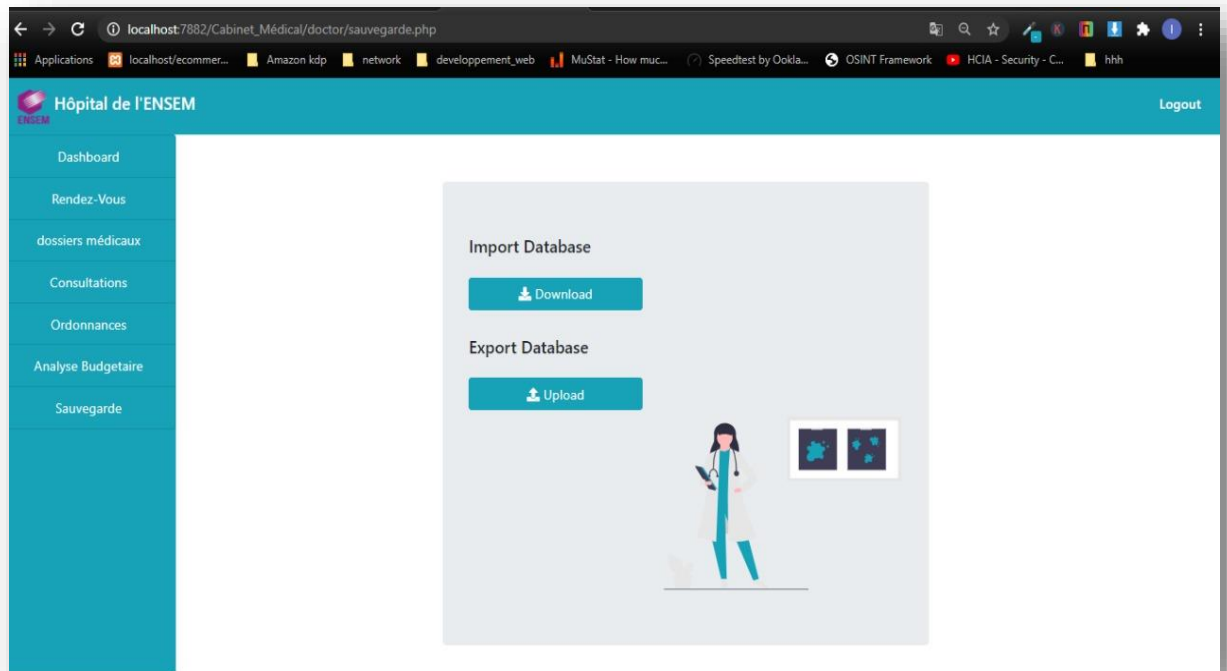 localhost:7882/Cabinet_Médical/doctor/sauvegarde.php
Applications localhost/ecommer... Amazon kdp network developpement_web MuStat - How muc... Speedtest by Ookla... OSINT Framework HCIA - Security - C... hhh
ENSEM Hôpital de l'ENSEM Logout
Dashboard
Rendez-Vous
dossiers médicaux
Consultations
Ordonnances
Analyse Budgetaire
Sauvegarde
Import Database
Download
Export Database
Upload